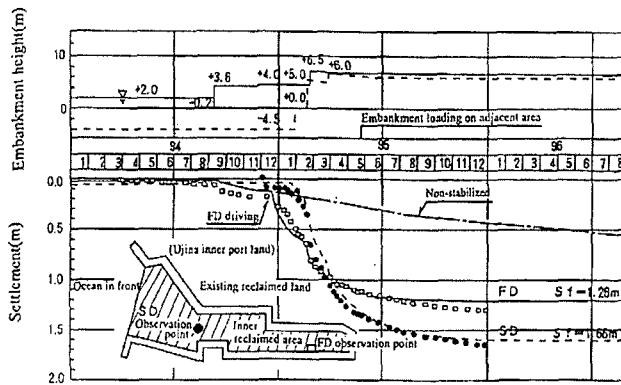 Embankment height(m)
10
0
+2.0
-0.2
+3.6
+4.0
+5.0
+6.5
+6.0
+0.0
-4.5
Embankment loading on adjacent area
94
95
96
1 2 3 4 5 6 7 8 9 10 11 12 1 2 3 4 5 6 7 8 9 10 11 12 1 2 3 4 5 6 7 8
Settlement(m)
0.0
0.5
1.0
1.5
2.0
FD driving
Non-stabilized
(Ujina inner port land)
Ocean in front
Existing reclaimed land
SD
Observation point
Inner
reclaimed area
FD observation point
FD Sf=1.28m
SD Sf=1.66m